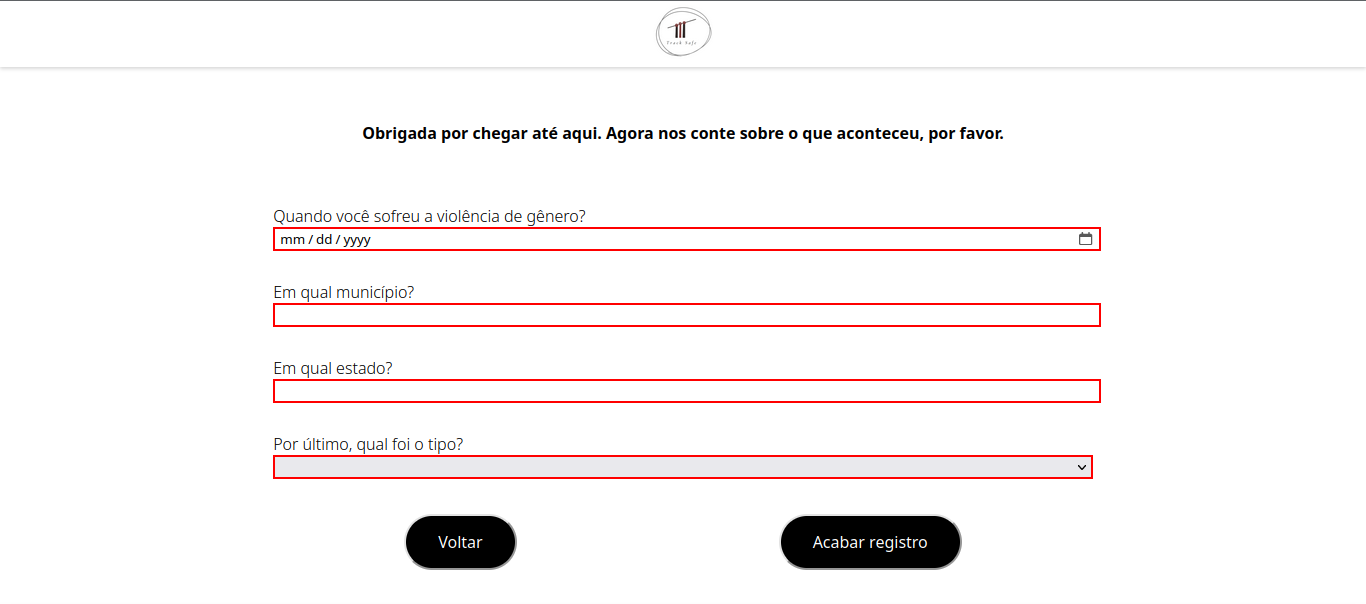 Track Safe
Obrigada por chegar até aqui. Agora nos conte sobre o que aconteceu, por favor.
Quando você sofreu a violência de gênero?
mm / dd / yyyy
Em qual município?
Em qual estado?
Por último, qual foi o tipo?
Voltar
Acabar registro